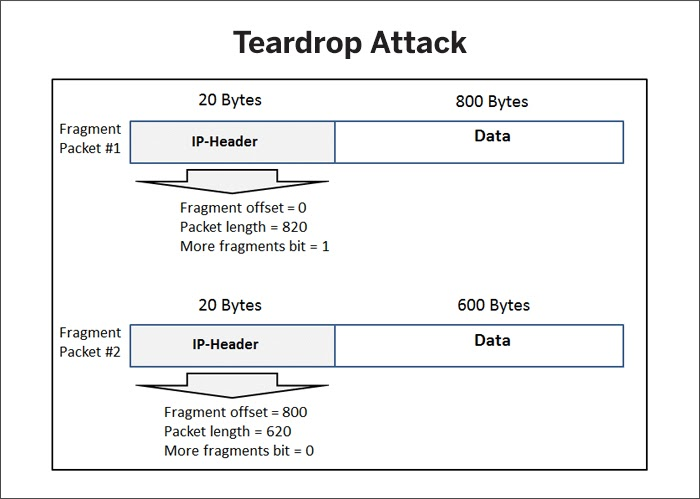 Teardrop Attack
20 Bytes
800 Bytes
Fragment
Packet #1
IP-Header
Data
Fragment offset = 0
Packet length = 820
More fragments bit = 1
20 Bytes
600 Bytes
Fragment
Packet #2
IP-Header
Data
Fragment offset = 800
Packet length = 620
More fragments bit = 0